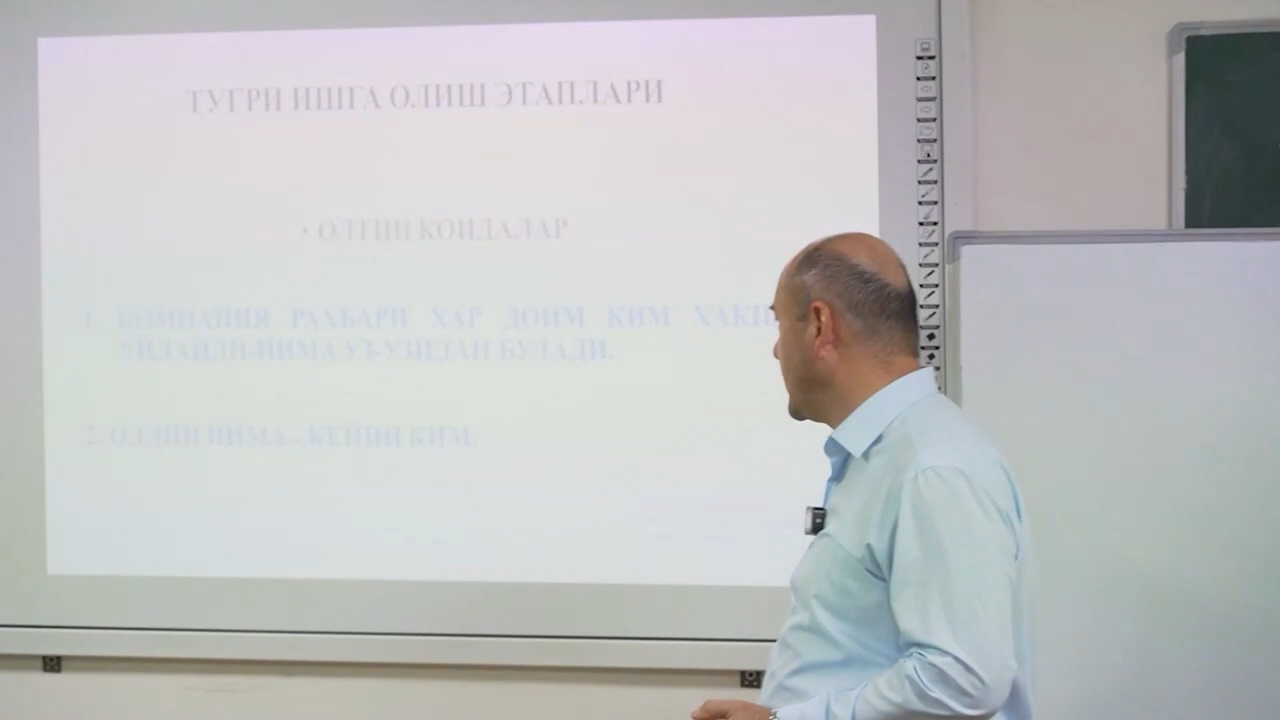 ТУГРИ ИШГА ОЛИШ ЭТАПЛАРИ
• ОЛТИН КОИДАЛАР
1. КОМПАНИЯ РАХБАРИ ХАР ДОИМ КИМ
УЙЛАЙДИ-НИМА УЗ-УЗИДАН БУЛАДИ.
2. ОЛДИН НИМА - КЕЙИН КИМ.